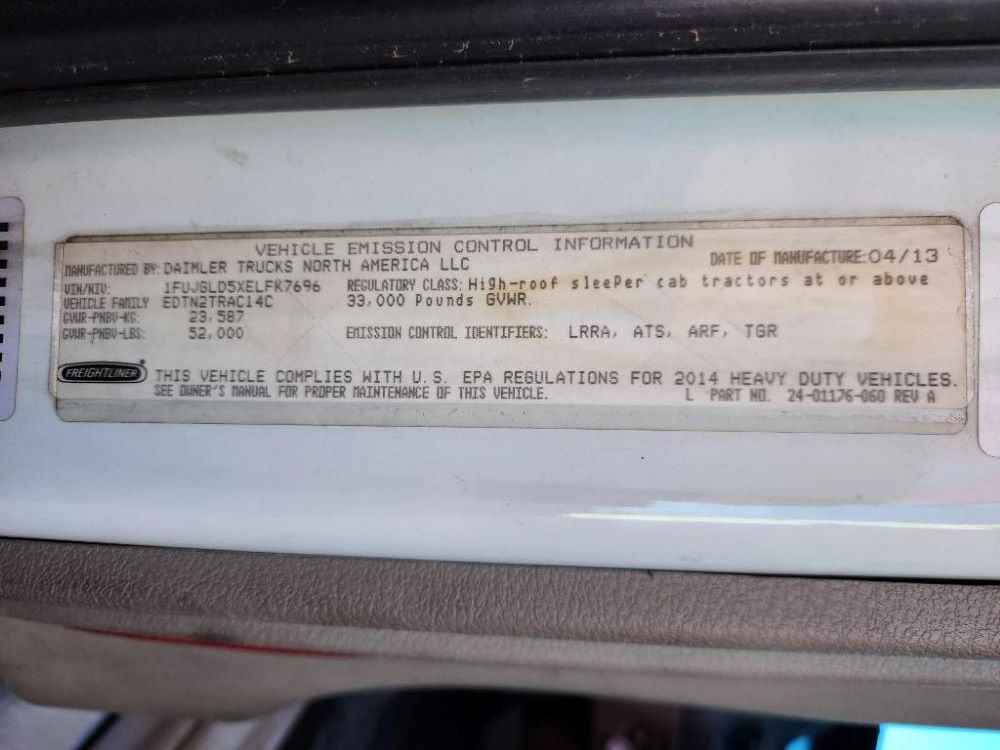 VEHICLE EMISSION CONTROL INFORMATION
MANUFACTURED BY: DAIMLER TRUCKS NORTH AMERICA LLC
DATE OF MANUFACTURE: 04/13
VIN/NIV: 1FUJGLD5XELFK7696
REGULATORY CLASS: High-roof sleeper cab tractors at or above
VEHICLE FAMILY EDTN2TRAC14C
33,000 Pounds GVWR.
GVWR-PNBV-KG: 23,587
GVWR-PNBV-LBS: 52,000
EMISSION CONTROL IDENTIFIERS: LRRA, ATS, ARF, TGR
FREIGHTLINER®
THIS VEHICLE COMPLIES WITH U.S. EPA REGULATIONS FOR 2014 HEAVY DUTY VEHICLES.
SEE OWNER'S MANUAL FOR PROPER MAINTENANCE OF THIS VEHICLE.
L PART NO. 24-01176-060 REV A